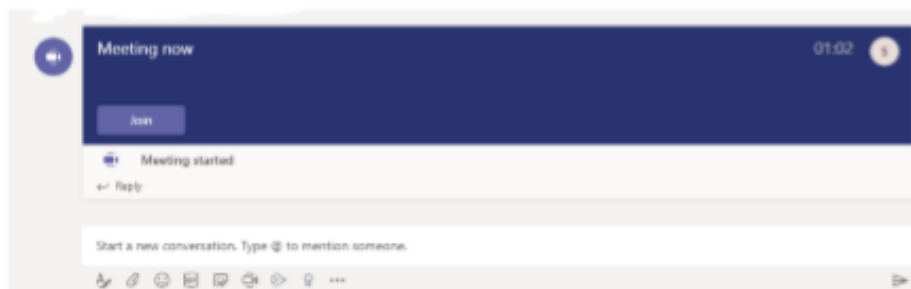 Meeting now
01:02
S
Join
Meeting started
Reply
Start a new conversation. Type @ to mention someone.